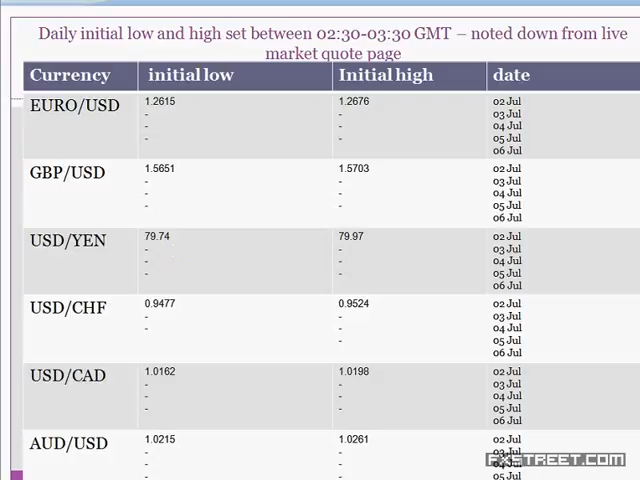 Daily initial low and high set between 02:30-03:30 GMT – noted down from live
market quote page
Currency initial low Initial high date
EURO/USD 1.2615 1.2676 02 Jul
- - 03 Jul
- - 04 Jul
- - 05 Jul
06 Jul
GBP/USD 1.5651 1.5703 02 Jul
- - 03 Jul
- - 04 Jul
- - 05 Jul
06 Jul
USD/YEN 79.74 79.97 02 Jul
- - 03 Jul
- - 04 Jul
- - 05 Jul
06 Jul
USD/CHF 0.9477 0.9524 02 Jul
- - 03 Jul
- - 04 Jul
05 Jul
06 Jul
USD/CAD 1.0162 1.0198 02 Jul
- - 03 Jul
- - 04 Jul
- - 05 Jul
06 Jul
AUD/USD 1.0215 1.0261 02 Jul
- - 03 Jul
- - 04 Jul
- - 05 Jul
FXSTREET.COM